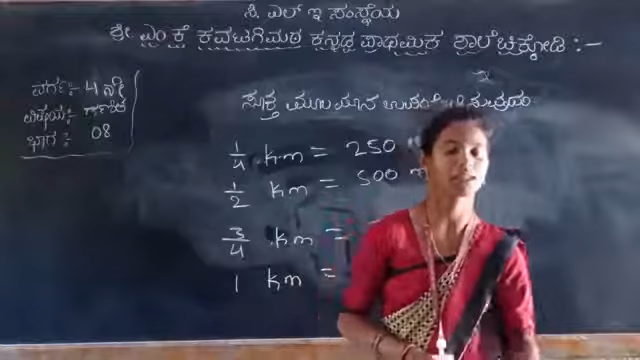 ಸಿ. ಎಲ್ ಇ ಸಂಸ್ಥೆಯ
ಶ್ರೀ ಎಂ ಕೆ ಕವಟಗಿಮಠ ಕನ್ನಡ ಪ್ರಾಥಮಿಕ ಶಾಲೆ ಚಿಕ್ಕೋಡಿ :-
ವರ್ಗ:- 4 ನೇ
ವಿಷಯ:- ಗಣಿತ
ಭಾಗ :- 08
ಸೂಕ್ತ ಮೂಲಮಾನ
1/4 km = 250
1/2 km = 500 m
3/4 km =
1 km =